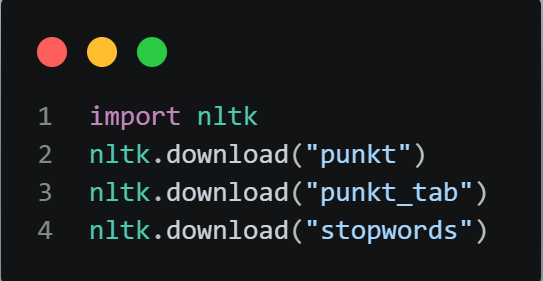 1 import nltk
2 nltk.download("punkt")
3 nltk.download("punkt_tab")
4 nltk.download("stopwords")